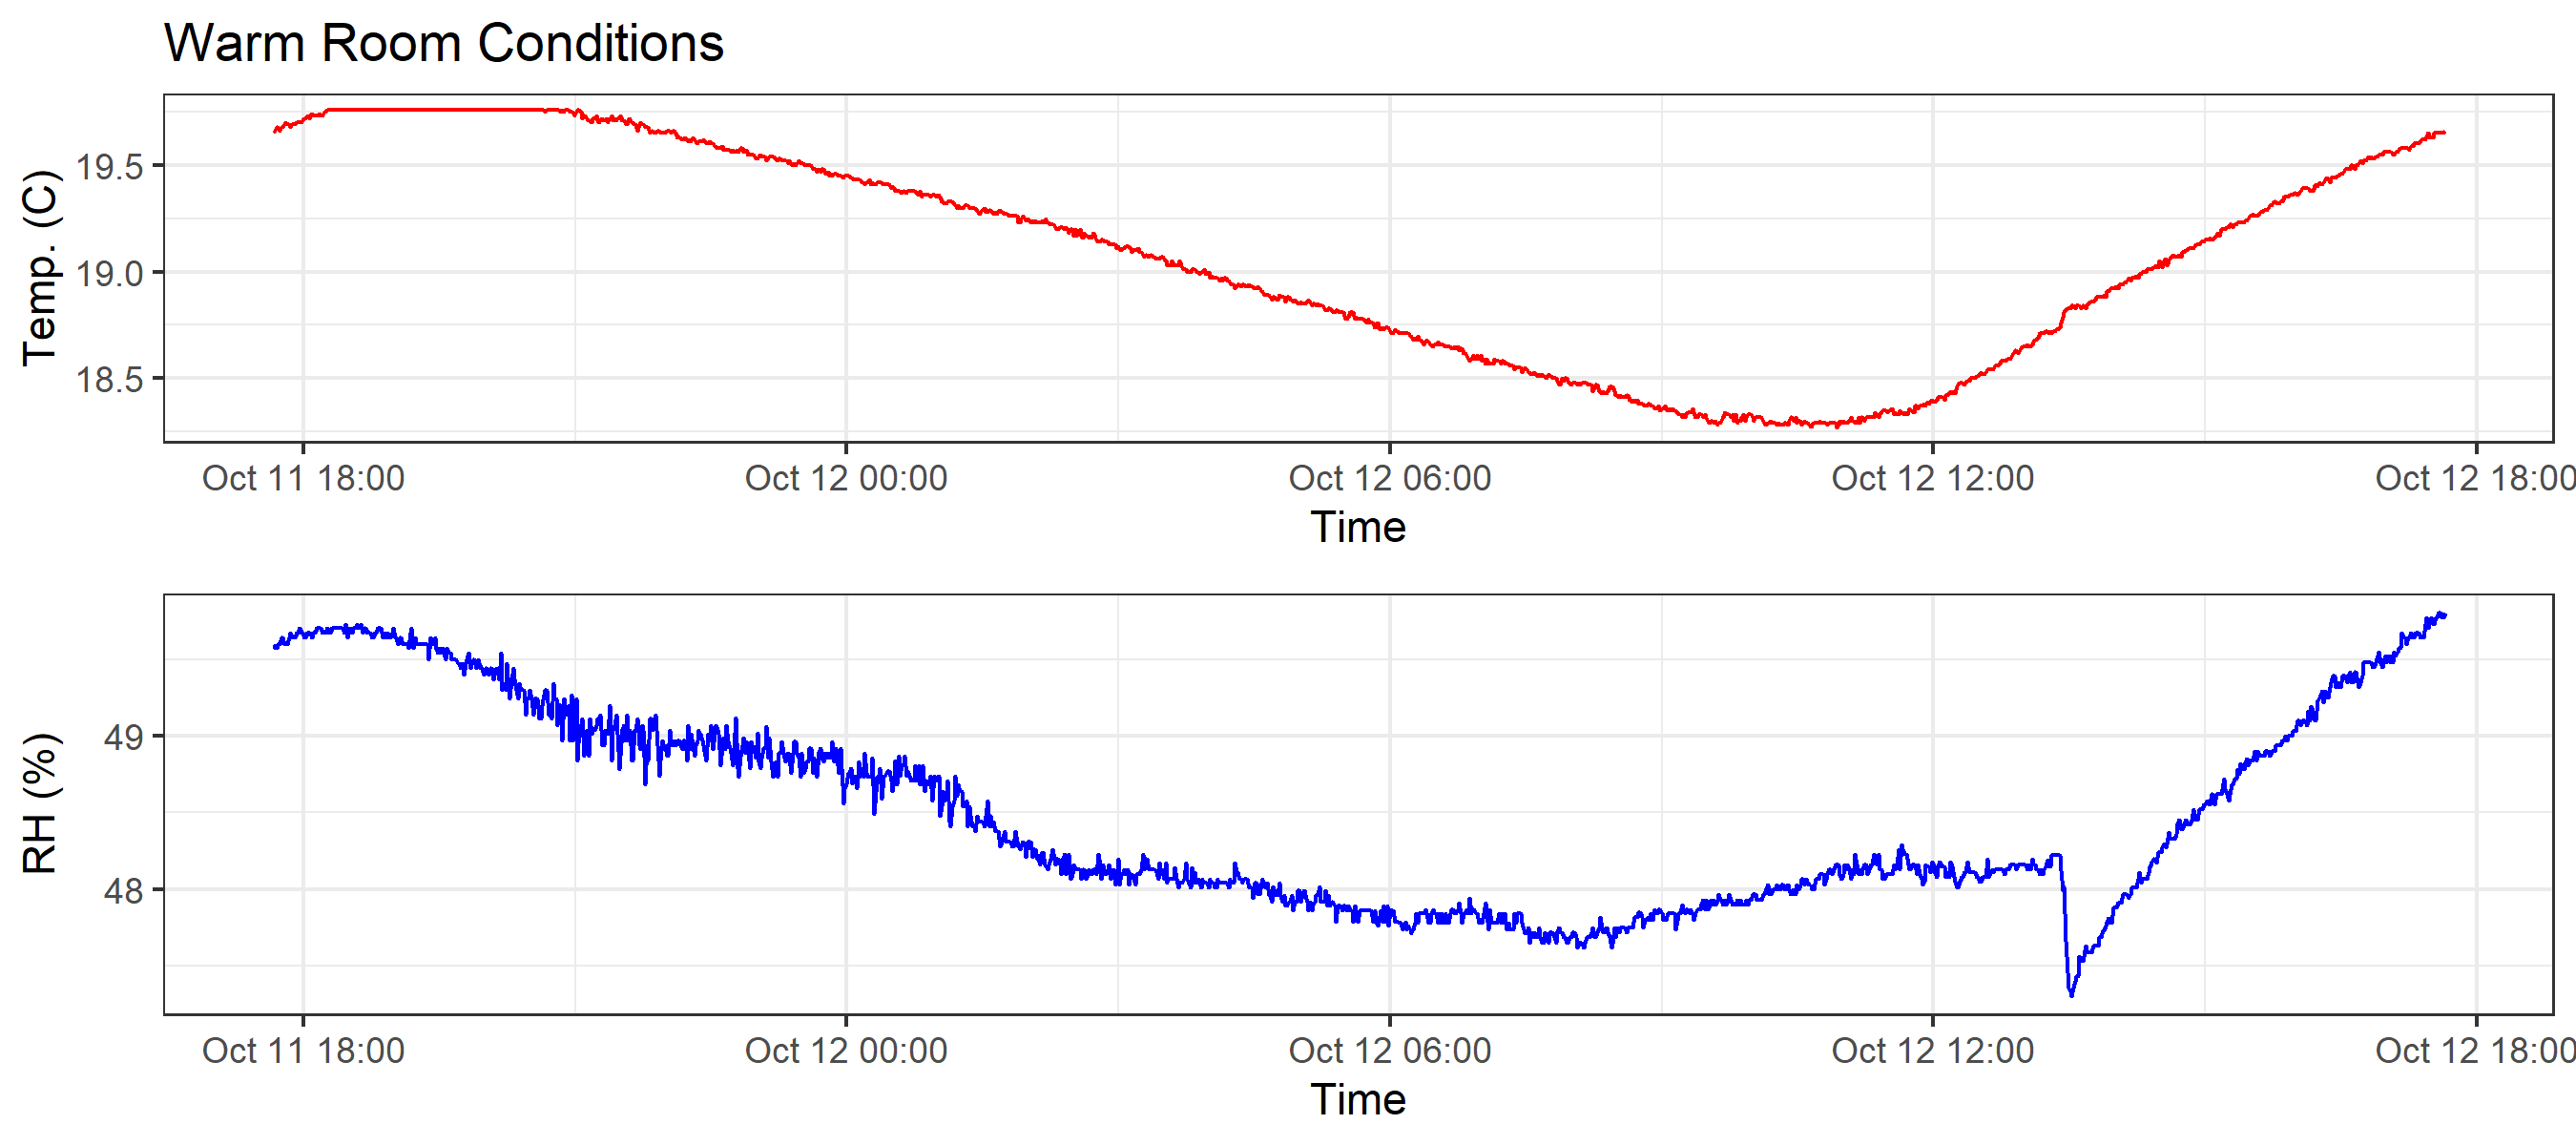 Warm Room Conditions
Temp. (C)
19.5
19.0
18.5
Oct 11 18:00 Oct 12 00:00 Oct 12 06:00 Oct 12 12:00 Oct 12 18:00
Time
RH (%)
49
48
Oct 11 18:00 Oct 12 00:00 Oct 12 06:00 Oct 12 12:00 Oct 12 18:00
Time